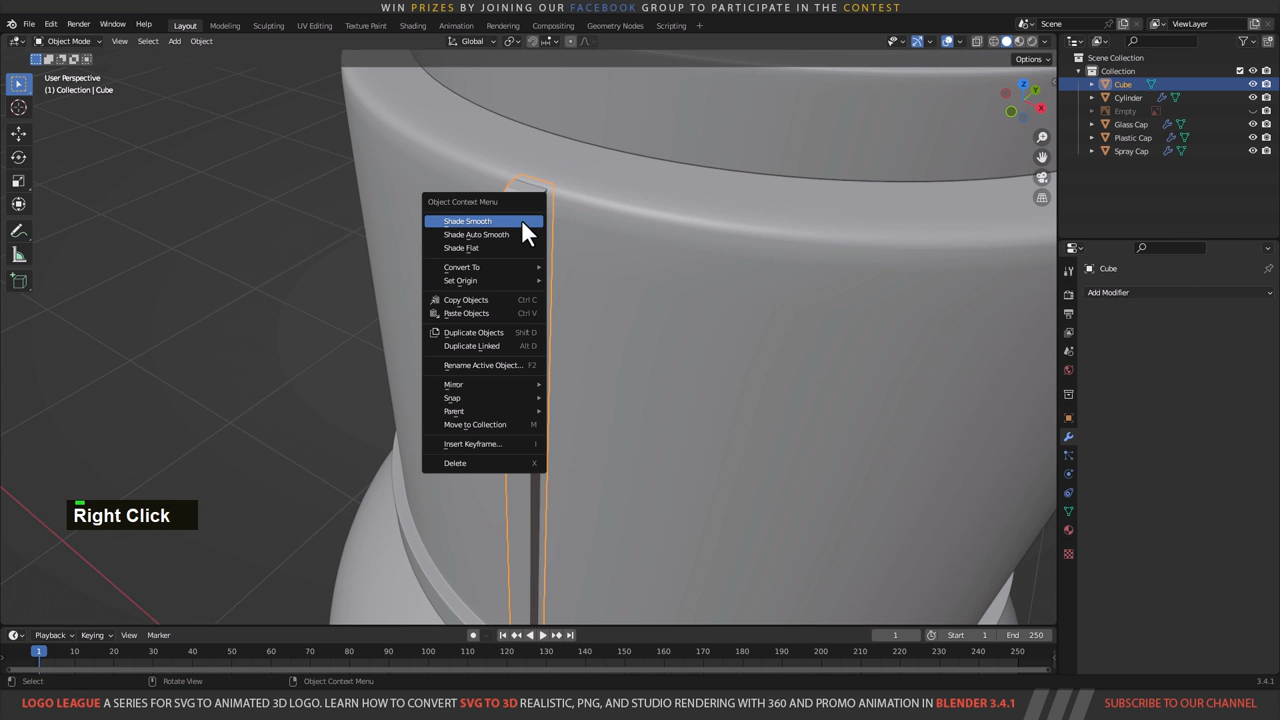 WIN PRIZES BY JOINING OUR FACEBOOK GROUP TO PARTICIPATE IN THE CONTEST
File Edit Render Window Help Layout Modeling Sculpting UV Editing Texture Paint Shading Animation Rendering Compositing Geometry Nodes Scripting Scene ViewLayer
Object Mode View Select Add Object Global
Options
User Perspective
(1) Collection | Cube
Z
Y
X
Scene Collection
Collection
Cube
Cylinder
Empty
Glass Cap
Plastic Cap
Spray Cap
Cube
Add Modifier
Object Context Menu
Shade Smooth
Shade Auto Smooth
Shade Flat
Convert To
Set Origin
Copy Objects Ctrl C
Paste Objects Ctrl V
Duplicate Objects Shift D
Duplicate Linked Alt D
Rename Active Object... F2
Mirror
Snap
Parent
Move to Collection M
Insert Keyframe... I
Delete X
Right Click
Playback Keying View Marker 1 Start 1 End 250
1 10 20 30 40 50 60 70 80 90 100 110 120 130 140 150 160 170 180 190 200 210 220 230 240 250
Select Rotate View Object Context Menu 3.4.1
LOGO LEAGUE A SERIES FOR SVG TO ANIMATED 3D LOGO. LEARN HOW TO CONVERT SVG TO 3D REALISTIC, PNG, AND STUDIO RENDERING WITH 360 AND PROMO ANIMATION IN BLENDER 3.4.1 SUBSCRIBE TO OUR CHANNEL